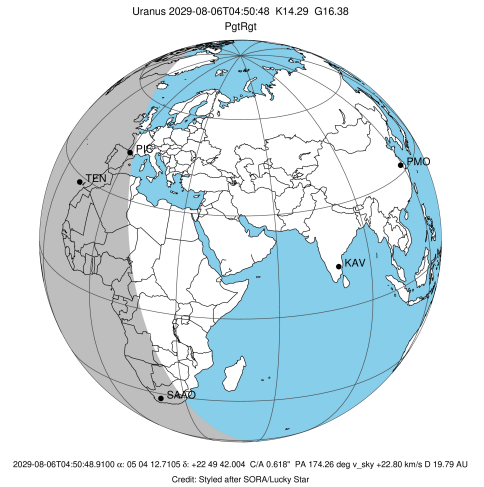 Uranus 2029-08-06T04:50:48 K14.29 G16.38
PgtRgt
PIC
TEN
PMO
KAV
SAAO
2029-08-06T04:50:48.9100 α: 05 04 12.7105 δ: +22 49 42.004 C/A 0.618" PA 174.26 deg v_sky +22.80 km/s D 19.79 AU
Credit: Styled after SORA/Lucky Star